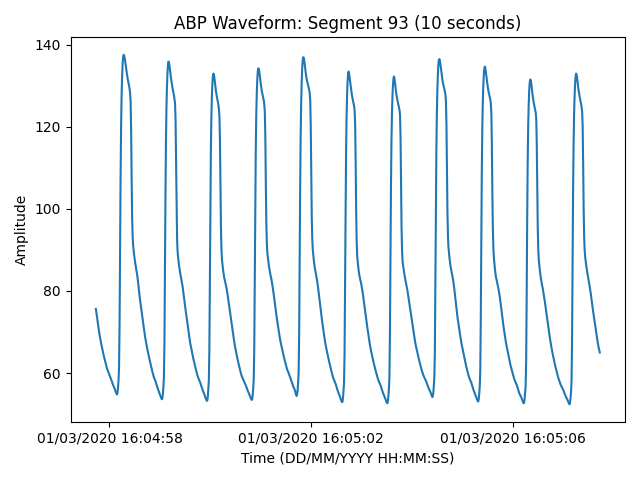 ABP Waveform: Segment 93 (10 seconds)
140
120
100
80
60
Amplitude
01/03/2020 16:04:58 01/03/2020 16:05:02 01/03/2020 16:05:06
Time (DD/MM/YYYY HH:MM:SS)